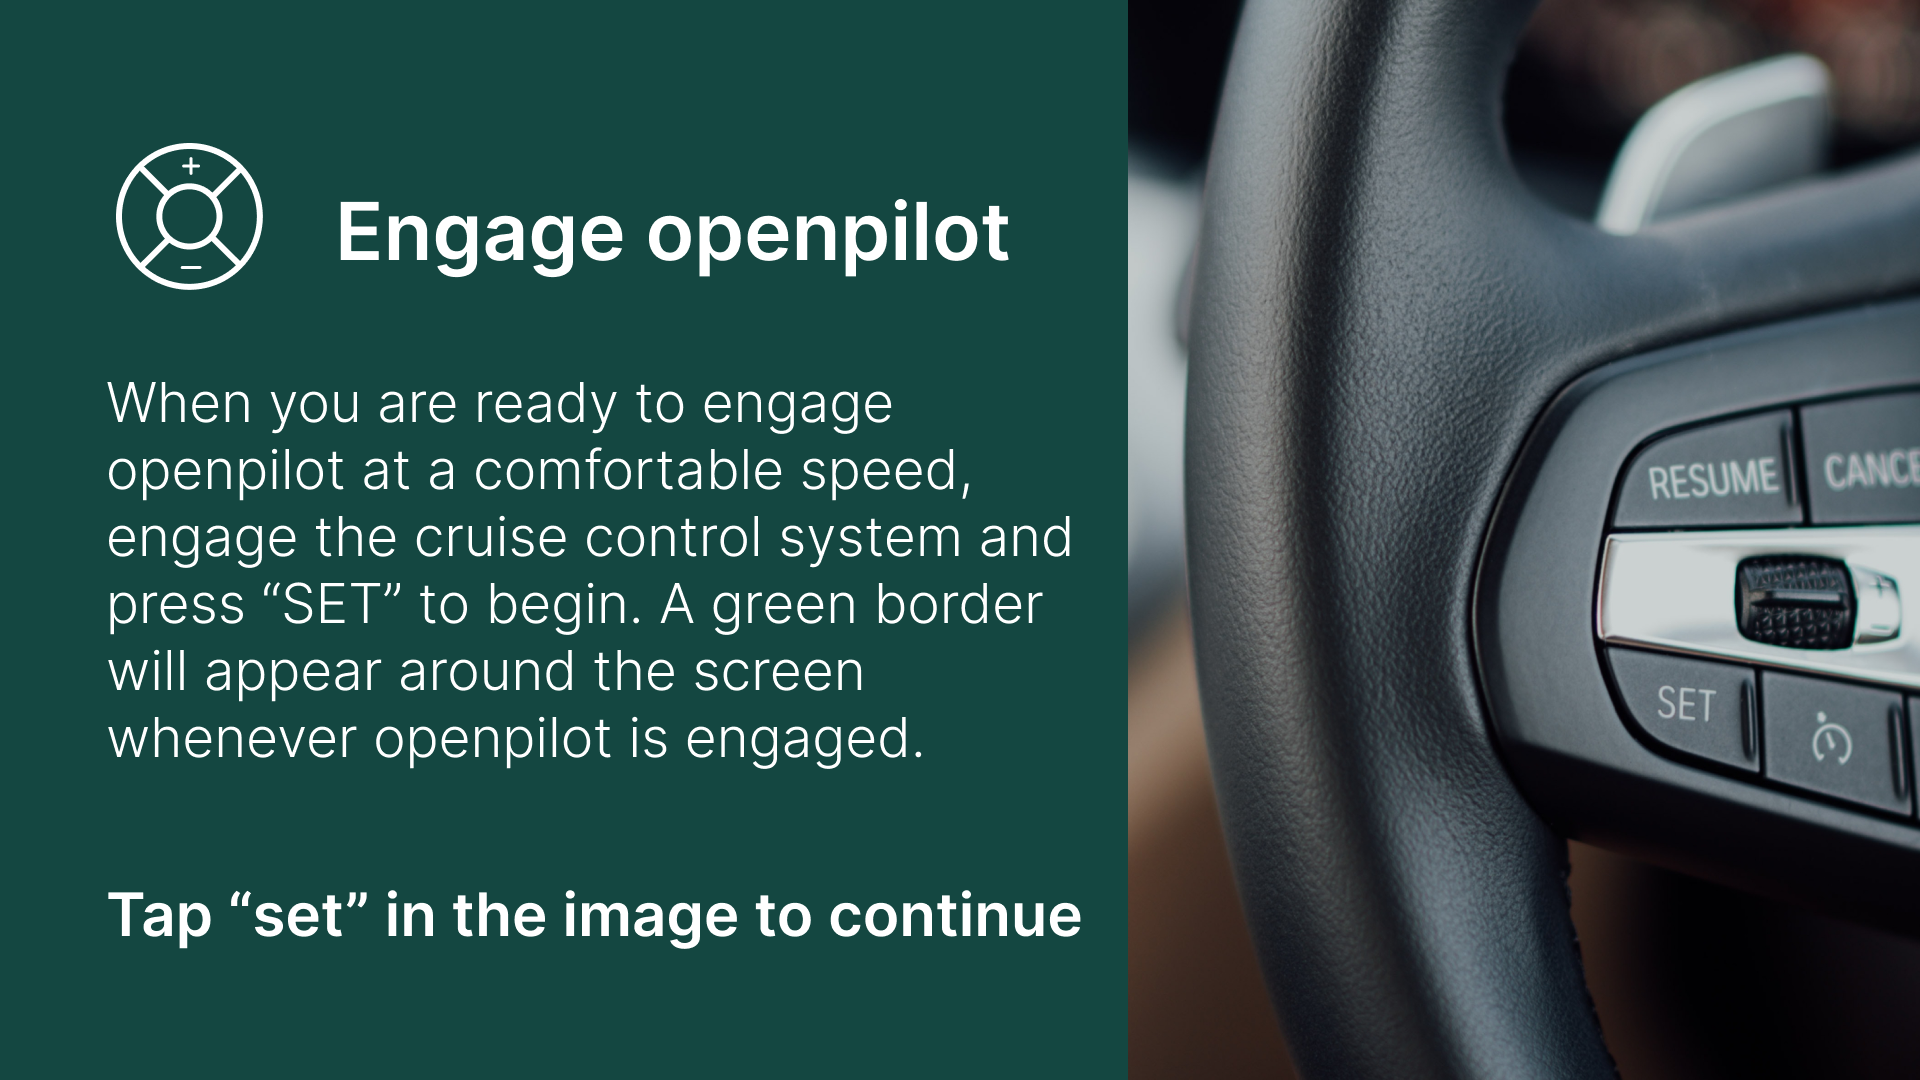 Engage openpilot
When you are ready to engage
openpilot at a comfortable speed,
engage the cruise control system and
press “SET” to begin. A green border
will appear around the screen
whenever openpilot is engaged.
Tap “set” in the image to continue
RESUME
CANCE
SET